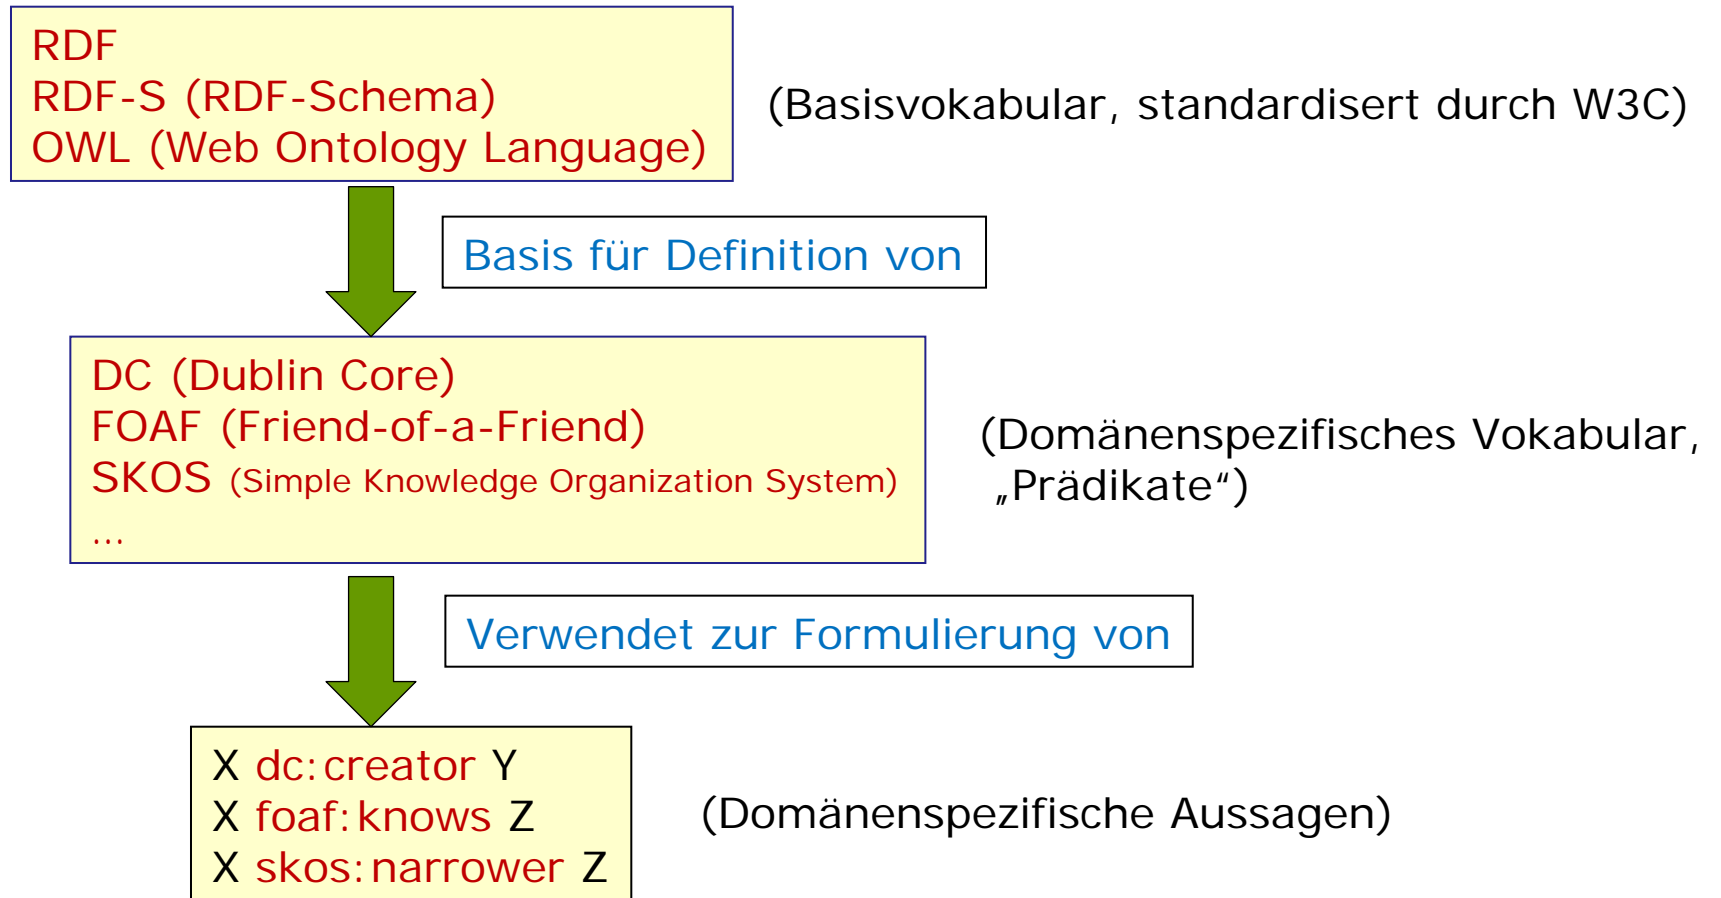 RDF
RDF-S (RDF-Schema)
OWL (Web Ontology Language)
(Basisvokabular, standardisert durch W3C)
Basis für Definition von
DC (Dublin Core)
FOAF (Friend-of-a-Friend)
SKOS (Simple Knowledge Organization System)
...
(Domänenspezifisches Vokabular,
„Prädikate“)
Verwendet zur Formulierung von
X dc:creator Y
X foaf:knows Z
X skos:narrower Z
(Domänenspezifische Aussagen)